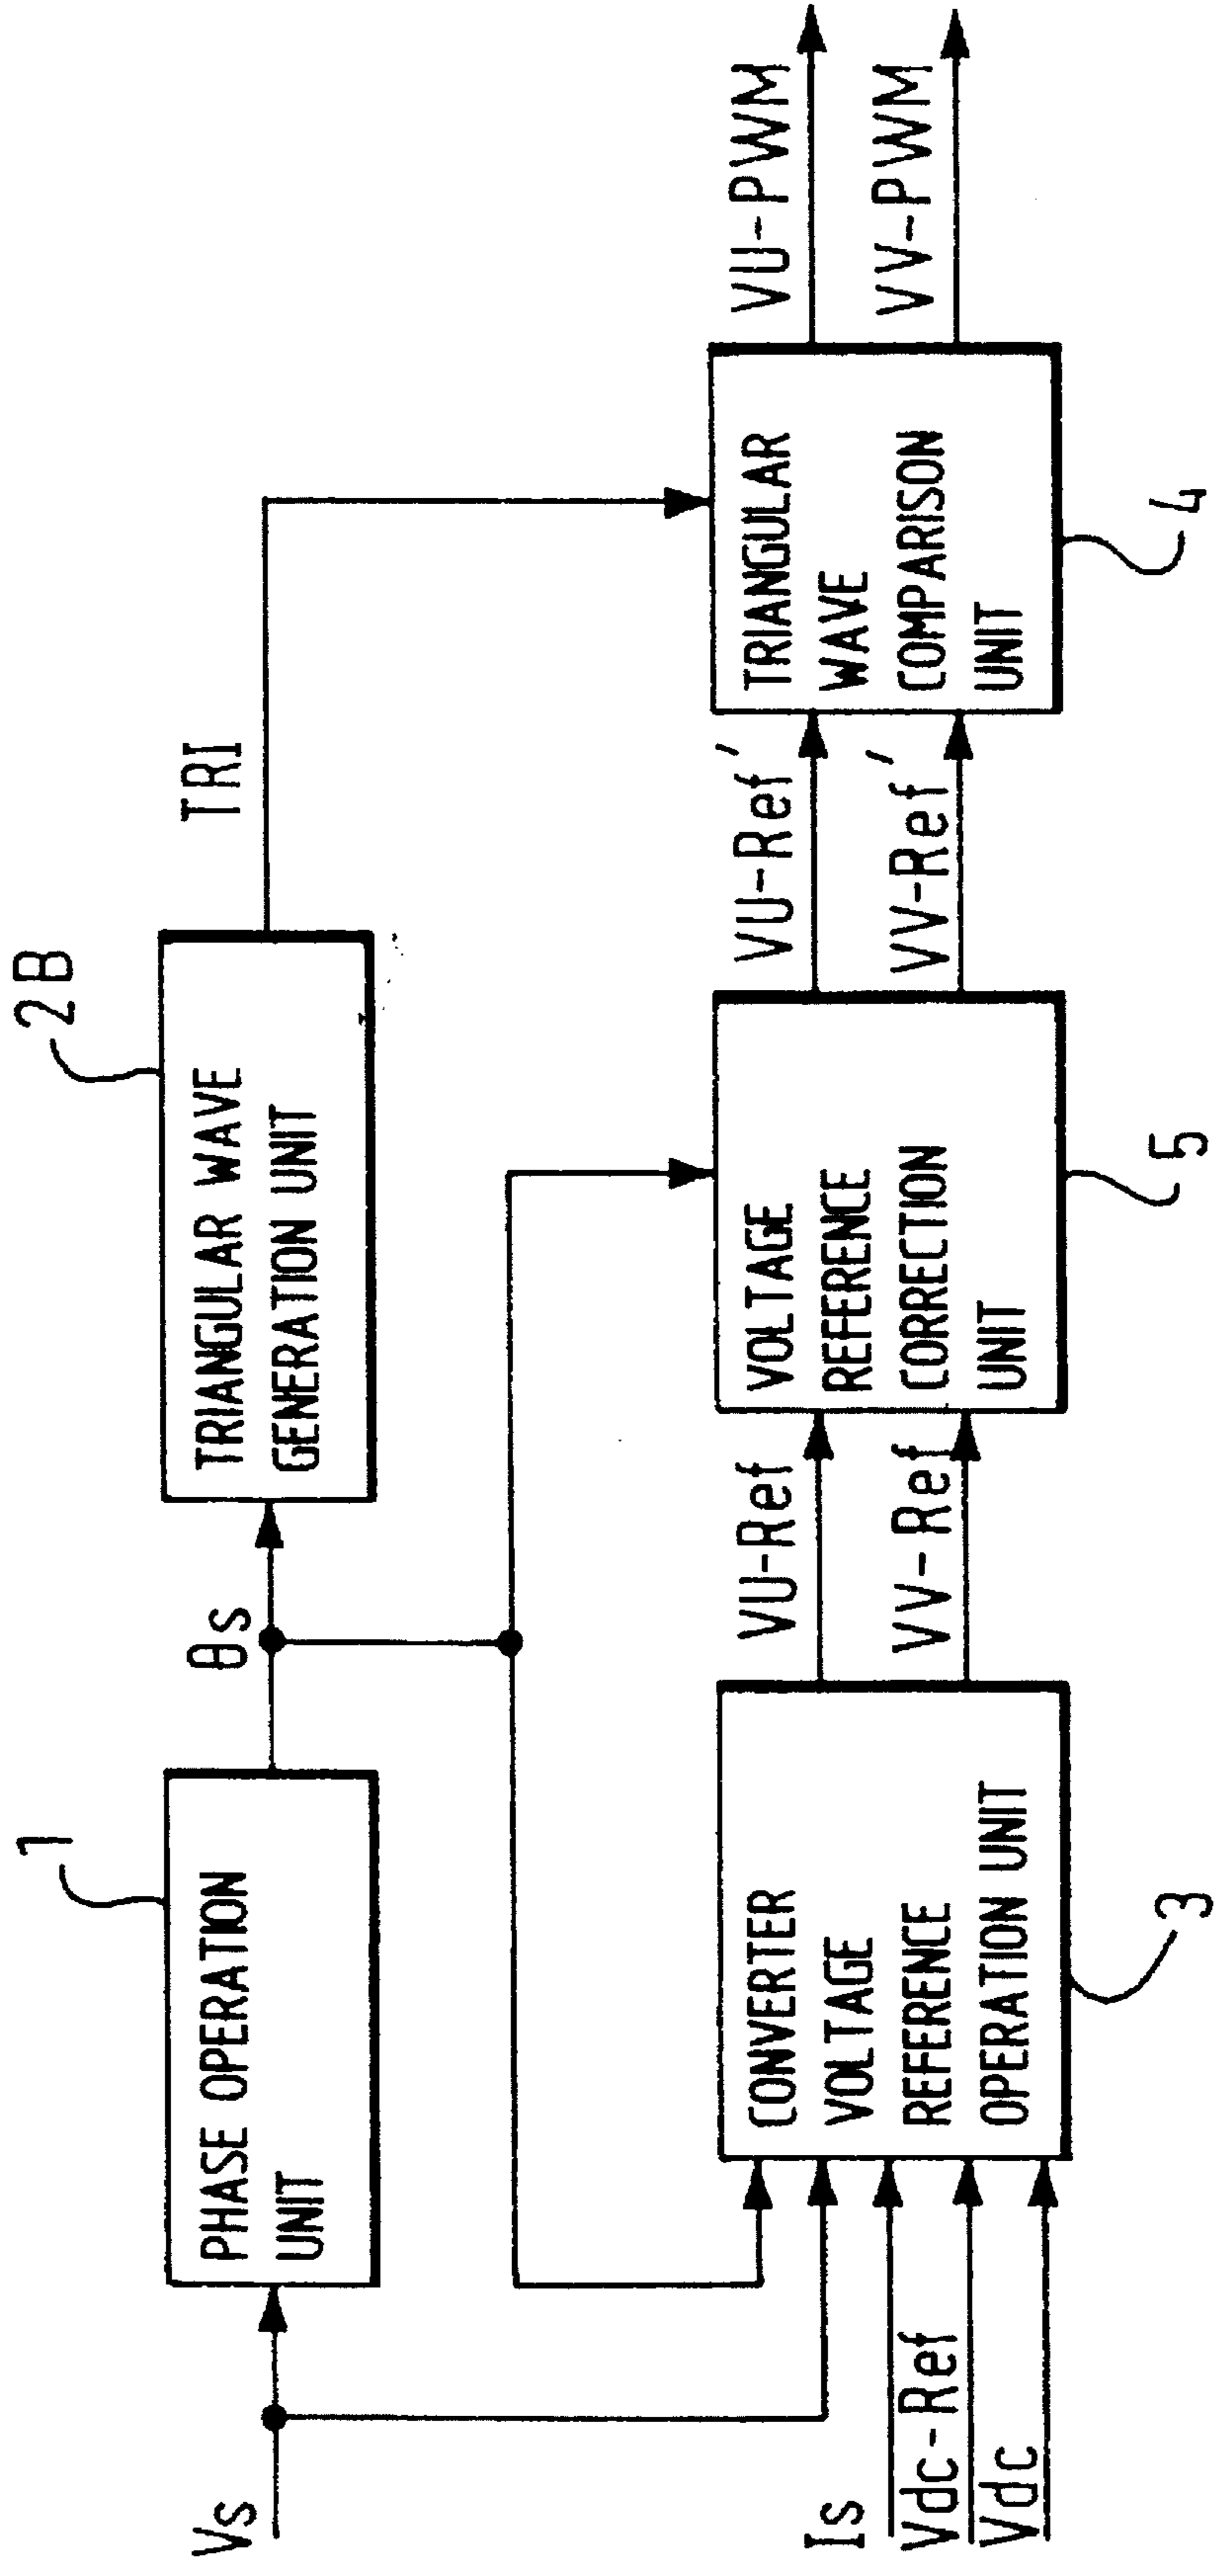 2B
1
TRI
θs
Vs
PHASE OPERATION
UNIT
TRIANGULAR WAVE
GENERATION UNIT
Is
Vdc-Ref
Vdc
CONVERTER
VOLTAGE
REFERENCE
OPERATION UNIT
3
VU-Ref
VV-Ref
VOLTAGE
REFERENCE
CORRECTION
UNIT
5
VU-Ref'
VV-Ref'
TRIANGULAR
WAVE
COMPARISON
UNIT
4
VU-PWM
VV-PWM